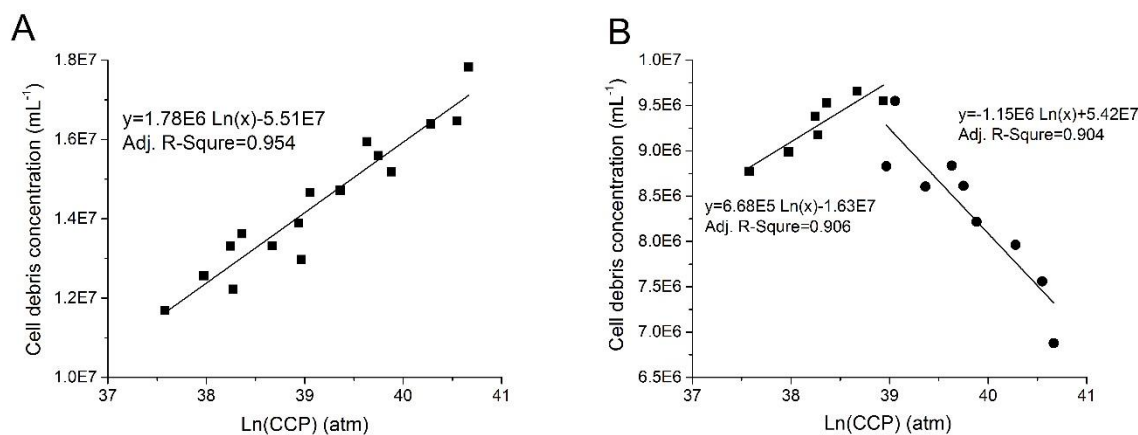 A
Cell debris concentration (mL⁻¹)
1.8E7
1.6E7
1.4E7
1.2E7
1.0E7
y=1.78E6 Ln(x)-5.51E7
Adj. R-Squre=0.954
37
38
39
40
41
Ln(CCP) (atm)
B
Cell debris concentration (mL⁻¹)
1.0E7
9.5E6
9.0E6
8.5E6
8.0E6
7.5E6
7.0E6
6.5E6
y=-1.15E6 Ln(x)+5.42E7
Adj. R-Squre=0.904
y=6.68E5 Ln(x)-1.63E7
Adj. R-Squre=0.906
37
38
39
40
41
Ln(CCP) (atm)